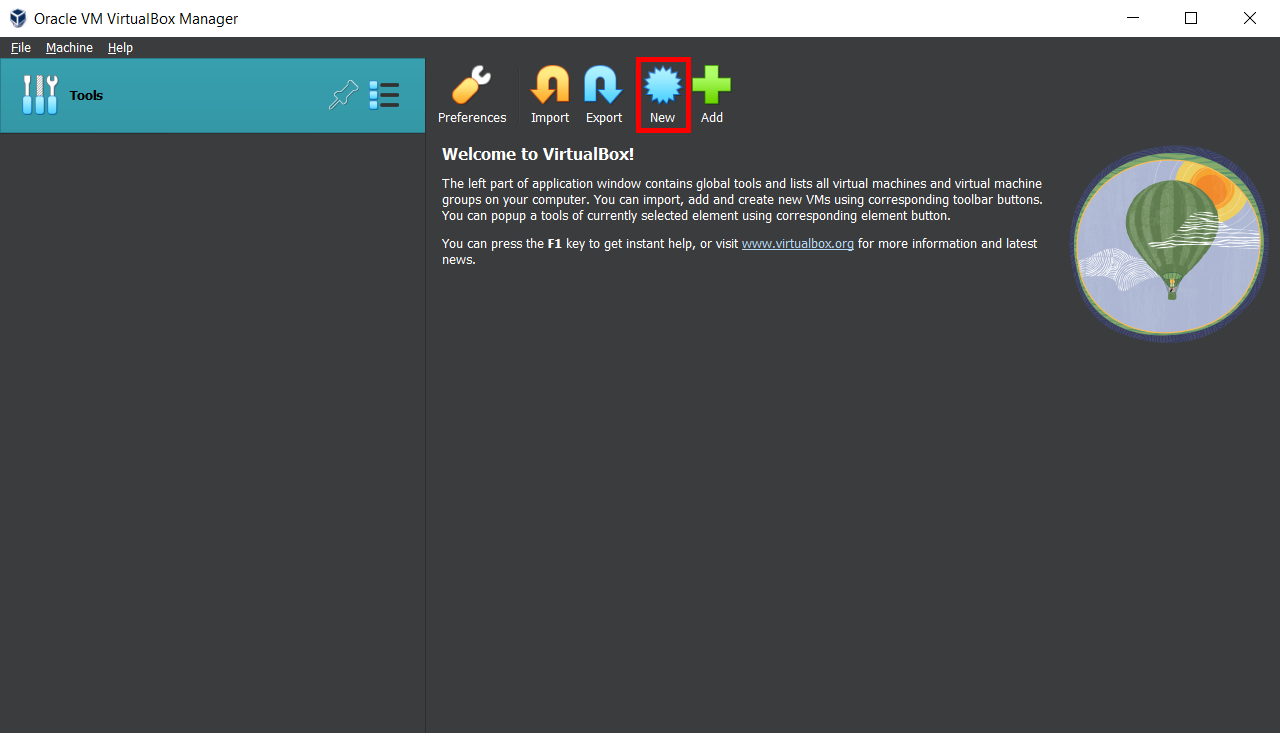 Oracle VM VirtualBox Manager
File Machine Help
Tools
Preferences Import Export New Add
Welcome to VirtualBox!
The left part of application window contains global tools and lists all virtual machines and virtual machine
groups on your computer. You can import, add and create new VMs using corresponding toolbar buttons.
You can popup a tools of currently selected element using corresponding element button.
You can press the F1 key to get instant help, or visit www.virtualbox.org for more information and latest
news.